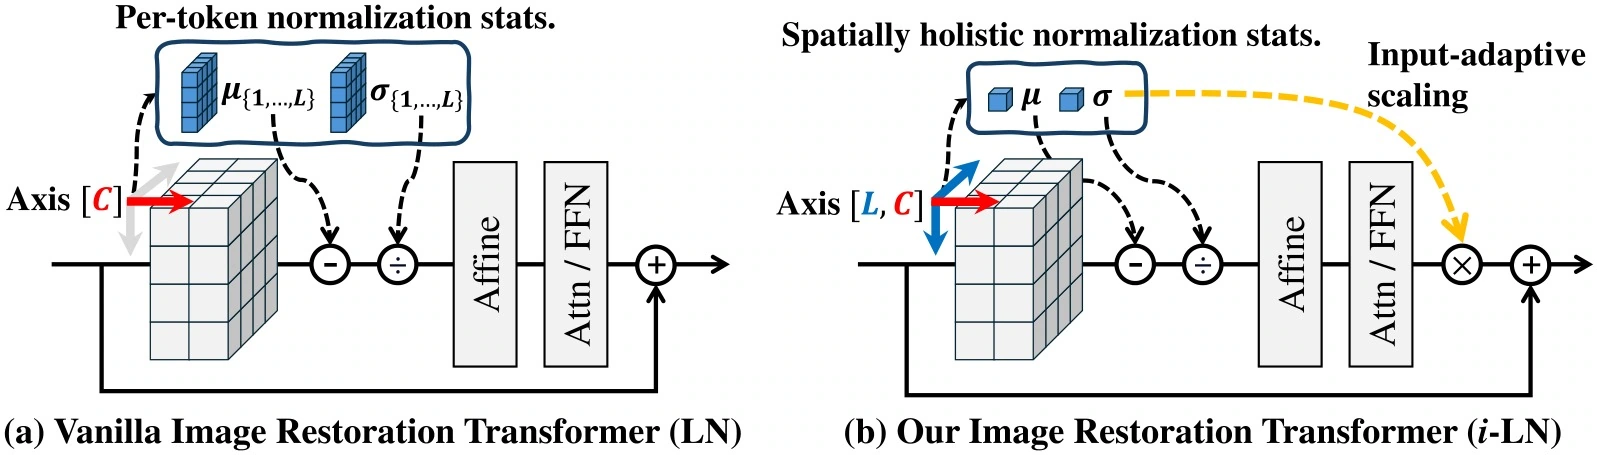 Per-token normalization stats.
μ{1,...,L} σ{1,...,L}
Axis [C]
-
÷
Affine
Attn / FFN
+
(a) Vanilla Image Restoration Transformer (LN)
Spatially holistic normalization stats.
Input-adaptive
scaling
μ σ
Axis [L, C]
-
÷
Affine
Attn / FFN
×
+
(b) Our Image Restoration Transformer (i-LN)